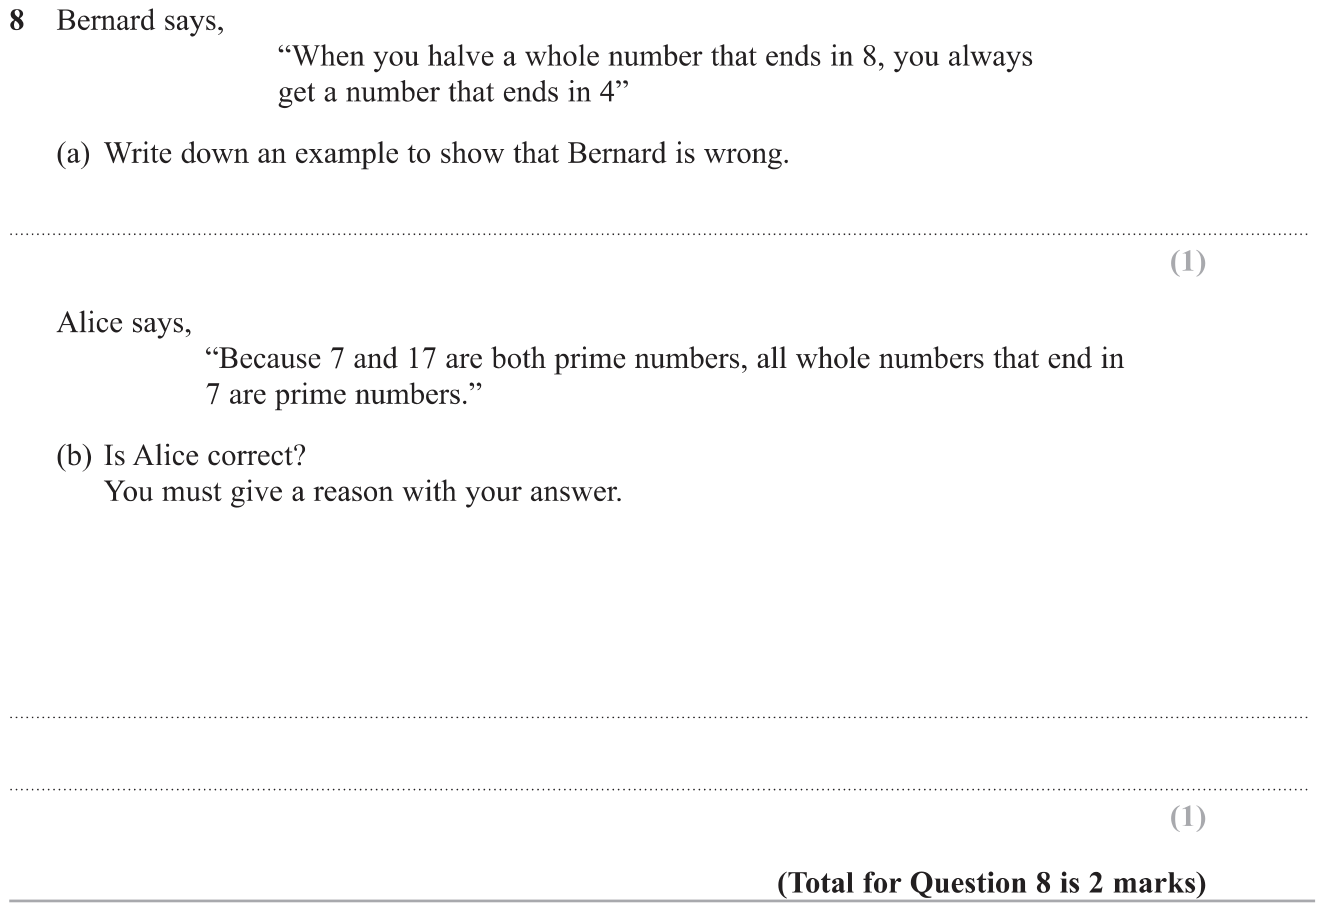 8 Bernard says,
“When you halve a whole number that ends in 8, you always
get a number that ends in 4”
(a) Write down an example to show that Bernard is wrong.
(1)
Alice says,
“Because 7 and 17 are both prime numbers, all whole numbers that end in
7 are prime numbers.”
(b) Is Alice correct?
You must give a reason with your answer.
(1)
(Total for Question 8 is 2 marks)